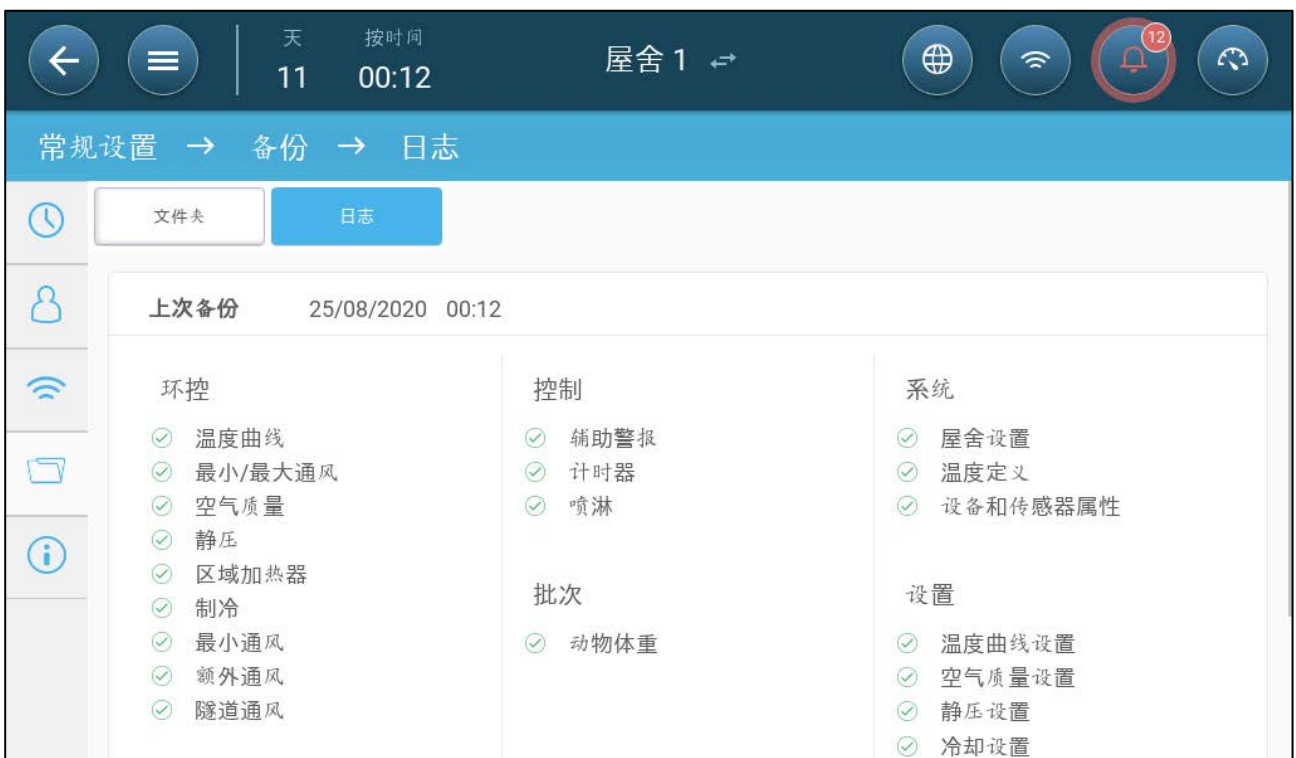 天 按时间
11 00:12
屋舍 1
12
常规设置 → 备份 → 日志
文件夹 日志
上次备份 25/08/2020 00:12
环控
温度曲线
最小/最大通风
空气质量
静压
区域加热器
制冷
最小通风
额外通风
隧道通风
控制
辅助警报
计时器
喷淋
批次
动物体重
系统
屋舍设置
温度定义
设备和传感器属性
设置
温度曲线设置
空气质量设置
静压设置
冷却设置